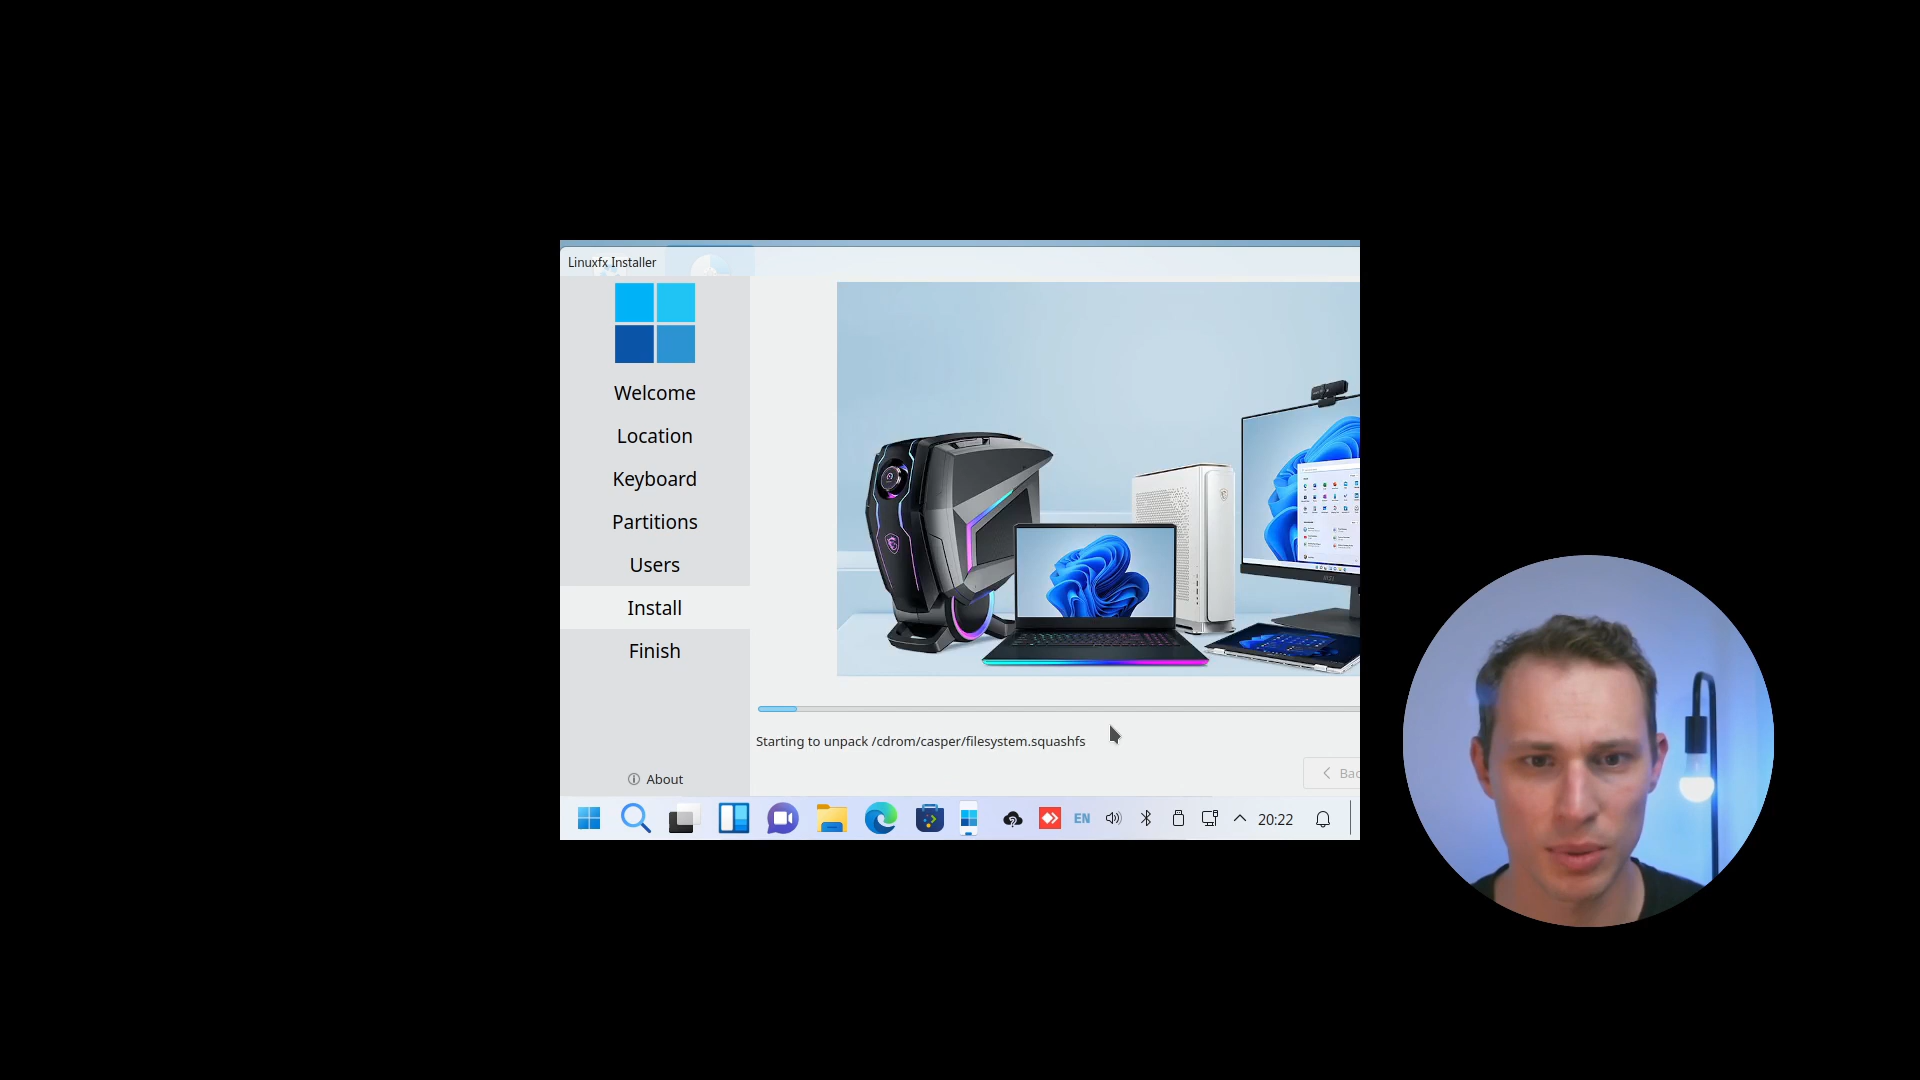 Linuxfx Installer
Welcome
Location
Keyboard
Partitions
Users
Install
Finish
Starting to unpack /cdrom/casper/filesystem.squashfs
About
EN
20:22